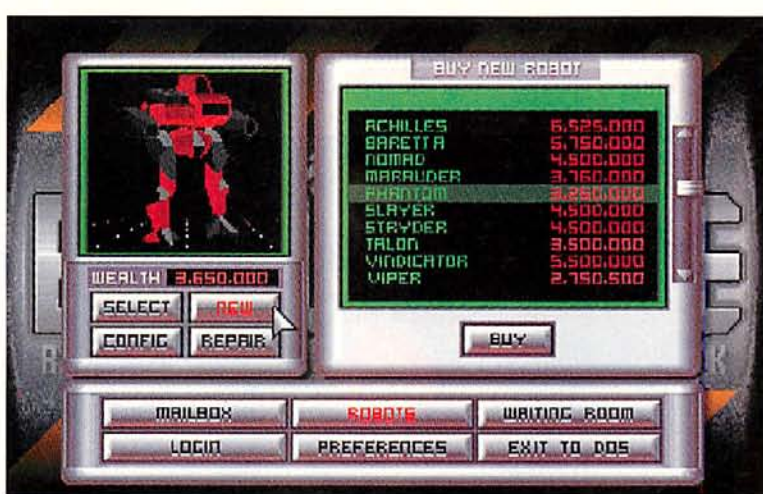 BUY NEW ROBOT
ACHILLES 6,525,000
BARETTA 5,750,000
NOMAD 4,500,000
MARAUDER 3,760,000
PHANTOM 3,250,000
SLAYER 4,500,000
STRYDER 4,500,000
TALON 3,500,000
VINDICATOR 5,500,000
VIPER 2,750,500
WEALTH 3,650,000
SELECT NEW
CONFIG REPAIR
BUY
MAILBOX ROBOTS WAITING ROOM
LOGIN PREFERENCES EXIT TO DOS